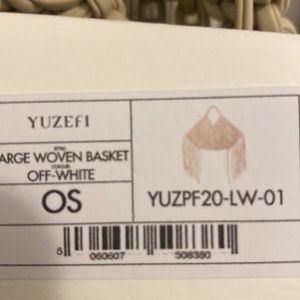 YUZEFI
STYLE
ARGE WOVEN BASKET
COLOUR
OFF-WHITE
OS
YUZPF20-LW-01
5 060607 508380